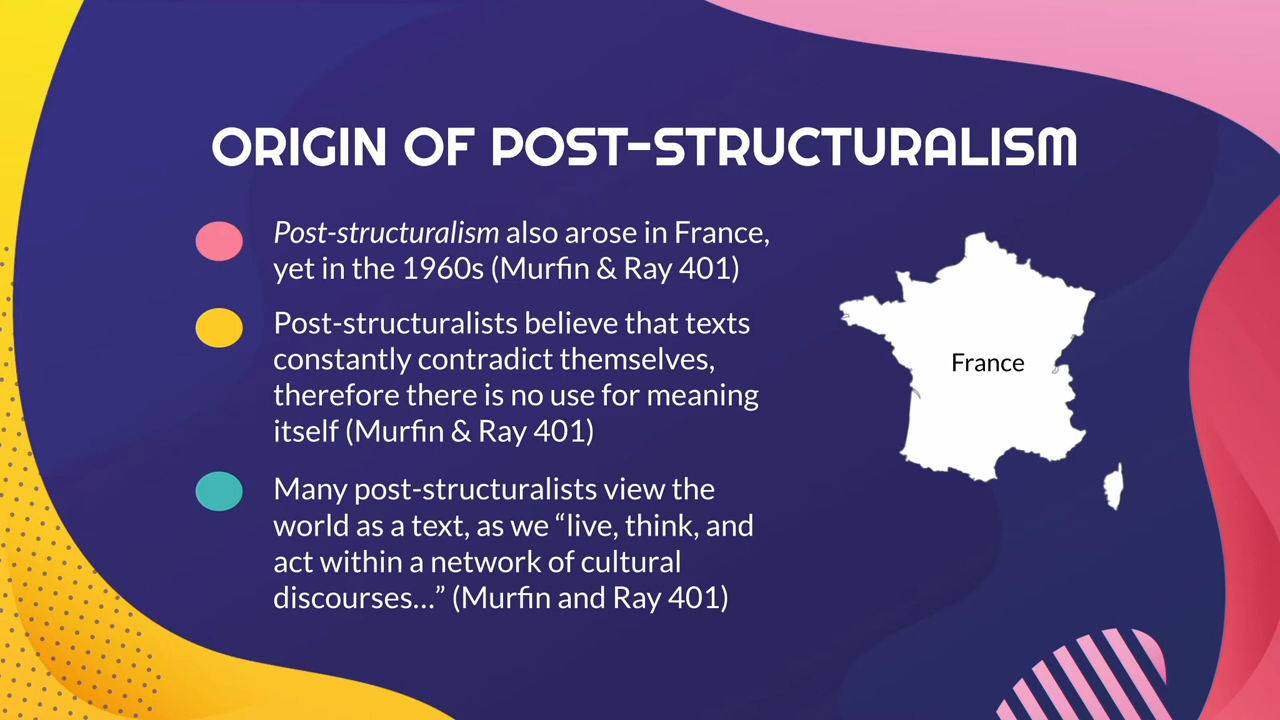 ORIGIN OF POST-STRUCTURALISM
Post-structuralism also arose in France,
yet in the 1960s (Murfin & Ray 401)
Post-structuralists believe that texts
constantly contradict themselves,
therefore there is no use for meaning
itself (Murfin & Ray 401)
Many post-structuralists view the
world as a text, as we “live, think, and
act within a network of cultural
discourses…” (Murfin and Ray 401)
France